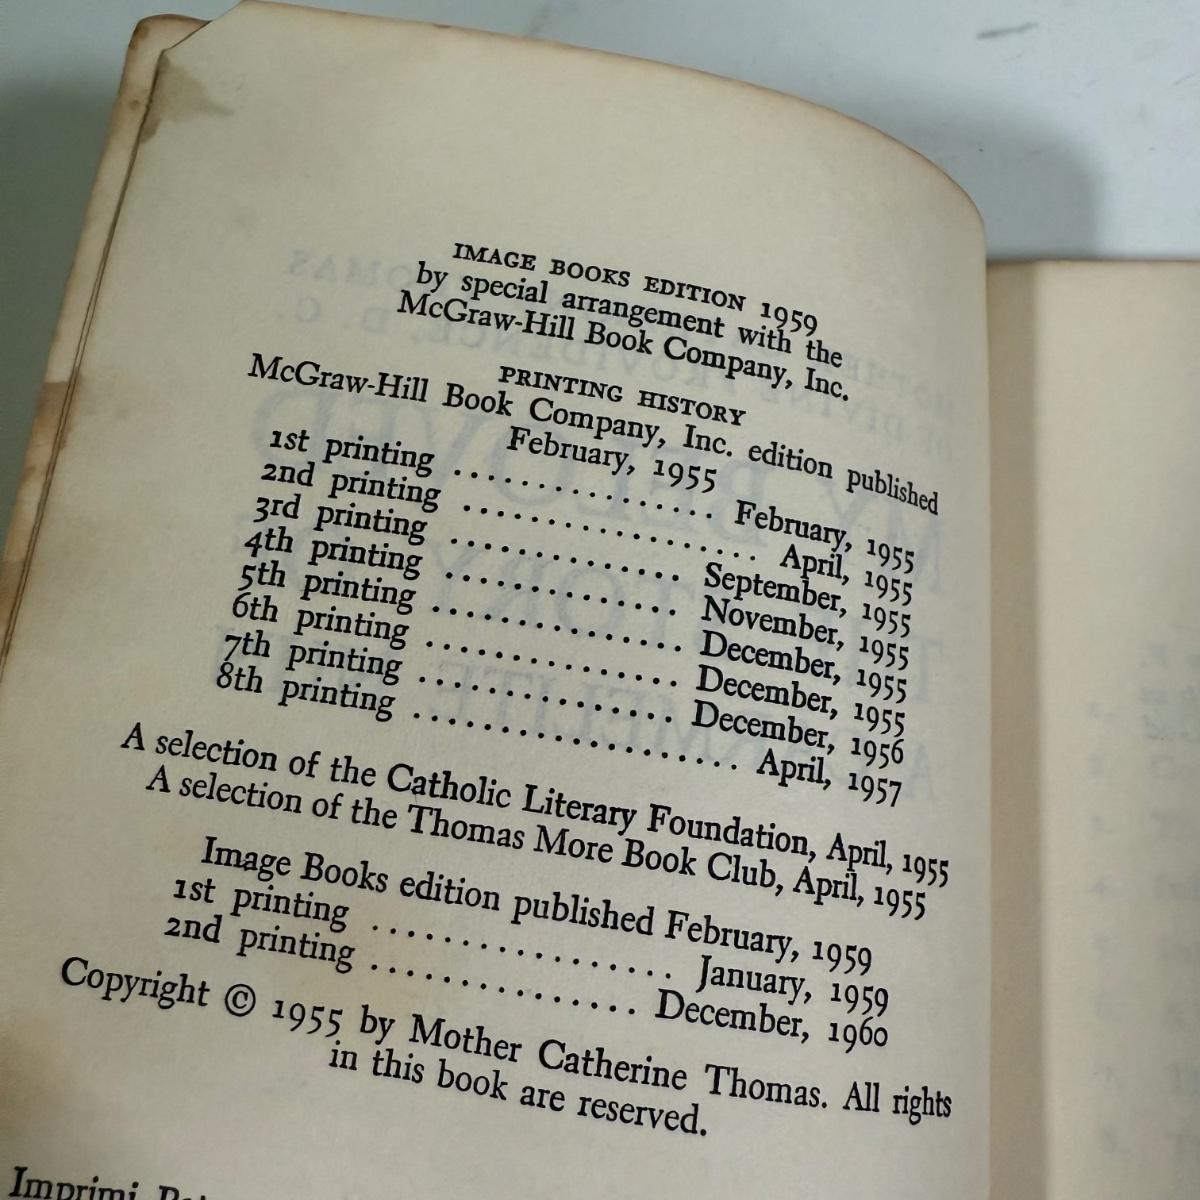 IMAGE BOOKS EDITION 1959
by special arrangement with the
McGraw-Hill Book Company, Inc.
PRINTING HISTORY
McGraw-Hill Book Company, Inc. edition published
February, 1955
1st printing . . . . . . . . . . . . . . . . February, 1955
2nd printing . . . . . . . . . . . . . . . . . . April, 1955
3rd printing . . . . . . . . . . . . . . September, 1955
4th printing . . . . . . . . . . . . . . November, 1955
5th printing . . . . . . . . . . . . . . . December, 1955
6th printing . . . . . . . . . . . . . . . December, 1955
7th printing . . . . . . . . . . . . . . . December, 1956
8th printing . . . . . . . . . . . . . . . . . . . April, 1957
A selection of the Catholic Literary Foundation, April, 1955
A selection of the Thomas More Book Club, April, 1955
Image Books edition published February, 1959
1st printing . . . . . . . . . . . . . . . . . . January, 1959
2nd printing . . . . . . . . . . . . . . . December, 1960
Copyright © 1955 by Mother Catherine Thomas. All rights
in this book are reserved.
Imprimi